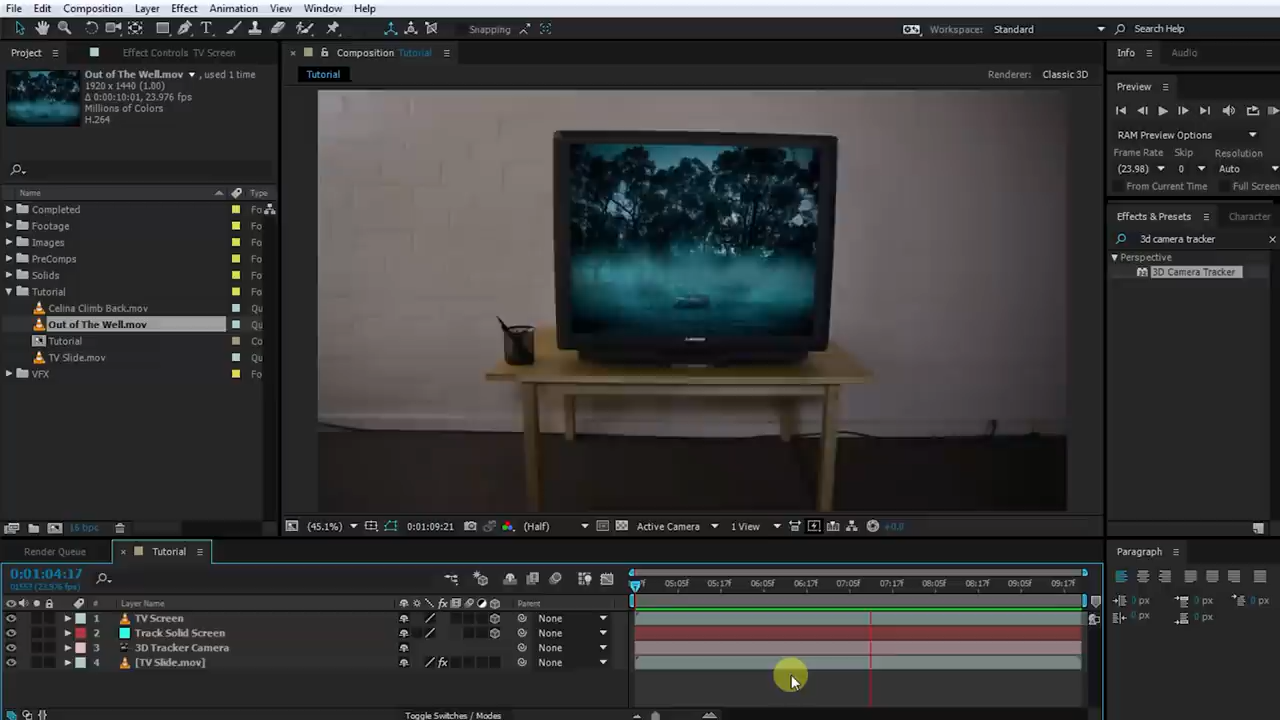 File Edit Composition Layer Effect Animation View Window Help
Snapping Workspace: Standard Search Help
Project Effect Controls TV Screen Composition Tutorial Info Audio
Out of The Well.mov , used 1 time
1920 x 1440 (1.00)
Δ 0:00:10:01, 23.976 fps
Millions of Colors
H.264
Tutorial Renderer: Classic 3D
Preview
RAM Preview Options
Frame Rate Skip Resolution
(23.98) 0 Auto
From Current Time Full Screen
Name Type
Completed Fo
Footage Fo
Images Fo
PreComps Fo
Solids Fo
Tutorial Fo
Celina Climb Back.mov Qu
Out of The Well.mov Qu
Tutorial Co
TV Slide.mov Qu
VFX Fo
Effects & Presets Character
3d camera tracker
Perspective
3D Camera Tracker
16 bpc
(45.1%) 0:01:09:21 (Half) Active Camera 1 View +0.0
Render Queue Tutorial
0:01:04:17
01553 (23.976 fps)
7f 05:05f 05:17f 06:05f 06:17f 07:05f 07:17f 08:05f 08:17f 09:05f 09:17f
# Layer Name fx Parent
1 TV Screen None
2 Track Solid Screen None
3 3D Tracker Camera None
4 [TV Slide.mov] fx None
Toggle Switches / Modes
Paragraph
0 px 0 px 0 px
0 px 0 px